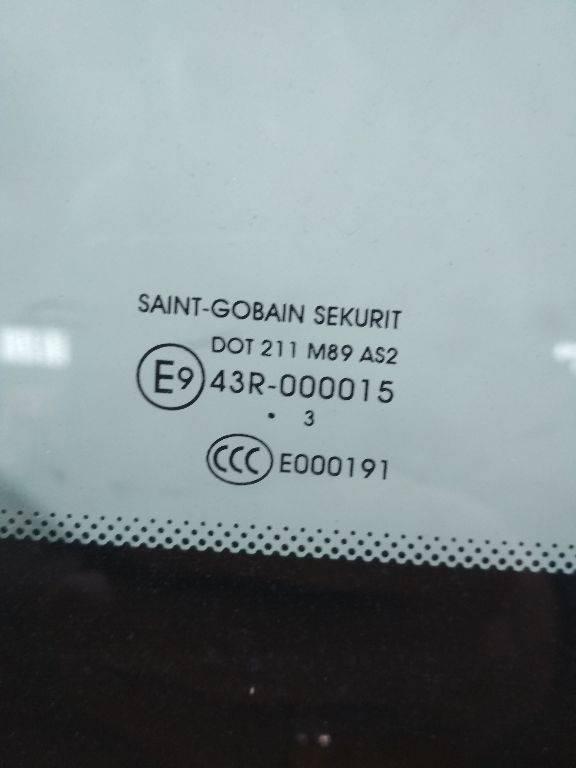 SAINT-GOBAIN SEKURIT
DOT 211 M89 AS2
E9 43R-000015
• 3
CCC E000191